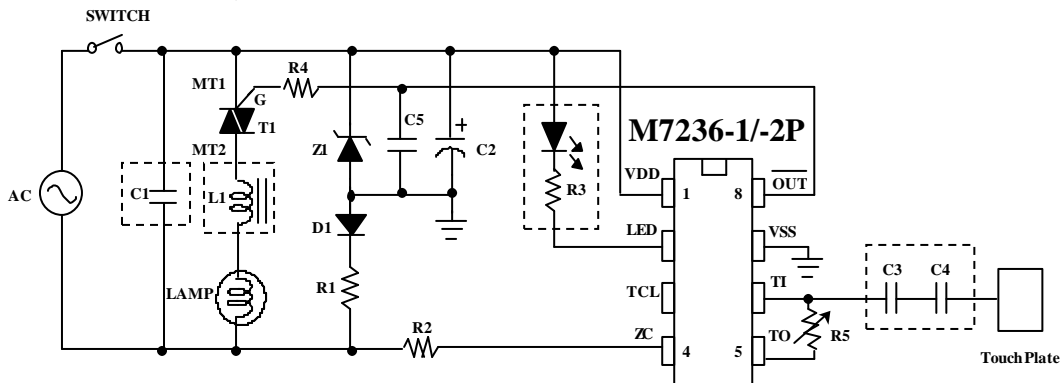 SWITCH
MT1
R4
G
T1
MT2
C1
L1
AC
LAMP
Z1
D1
R1
R2
C5
+
C2
R3
M7236-1/-2P
VDD
1
8
OUT
LED
VSS
TCL
TI
ZC
4
5
TO
R5
C3
C4
Touch Plate